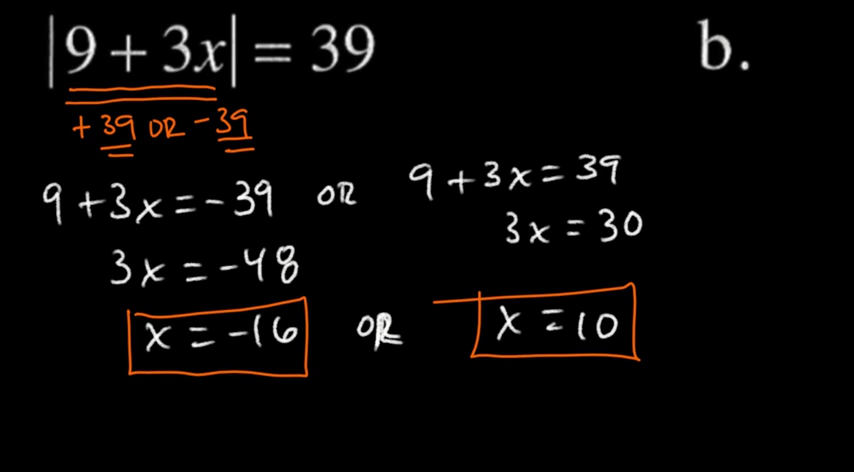 |9 + 3x| = 39
b.
+39 OR -39
9 + 3x = -39 OR 9 + 3x = 39
3x = -48
3x = 30
x = -16 OR x = 10